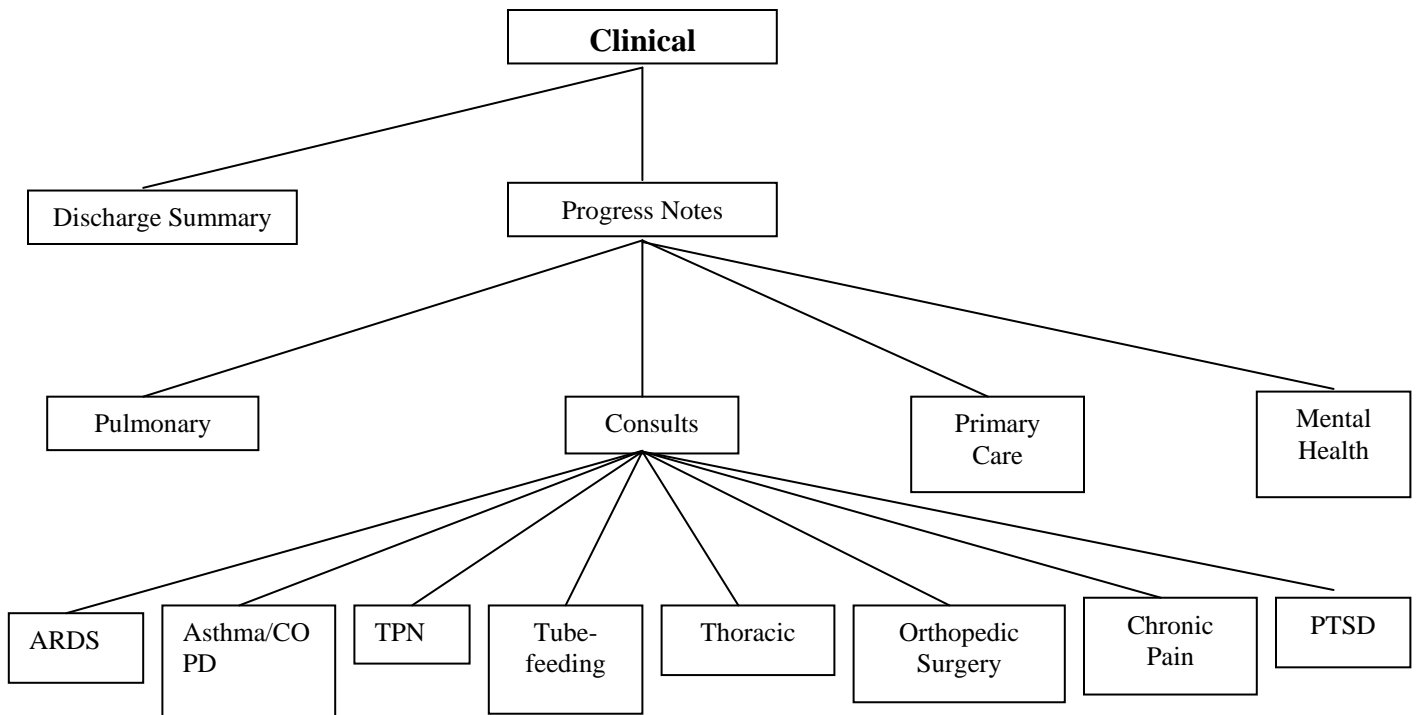 Clinical
Discharge Summary
Progress Notes
Pulmonary
Consults
Primary
Care
Mental
Health
ARDS
Asthma/CO
PD
TPN
Tube-
feeding
Thoracic
Orthopedic
Surgery
Chronic
Pain
PTSD